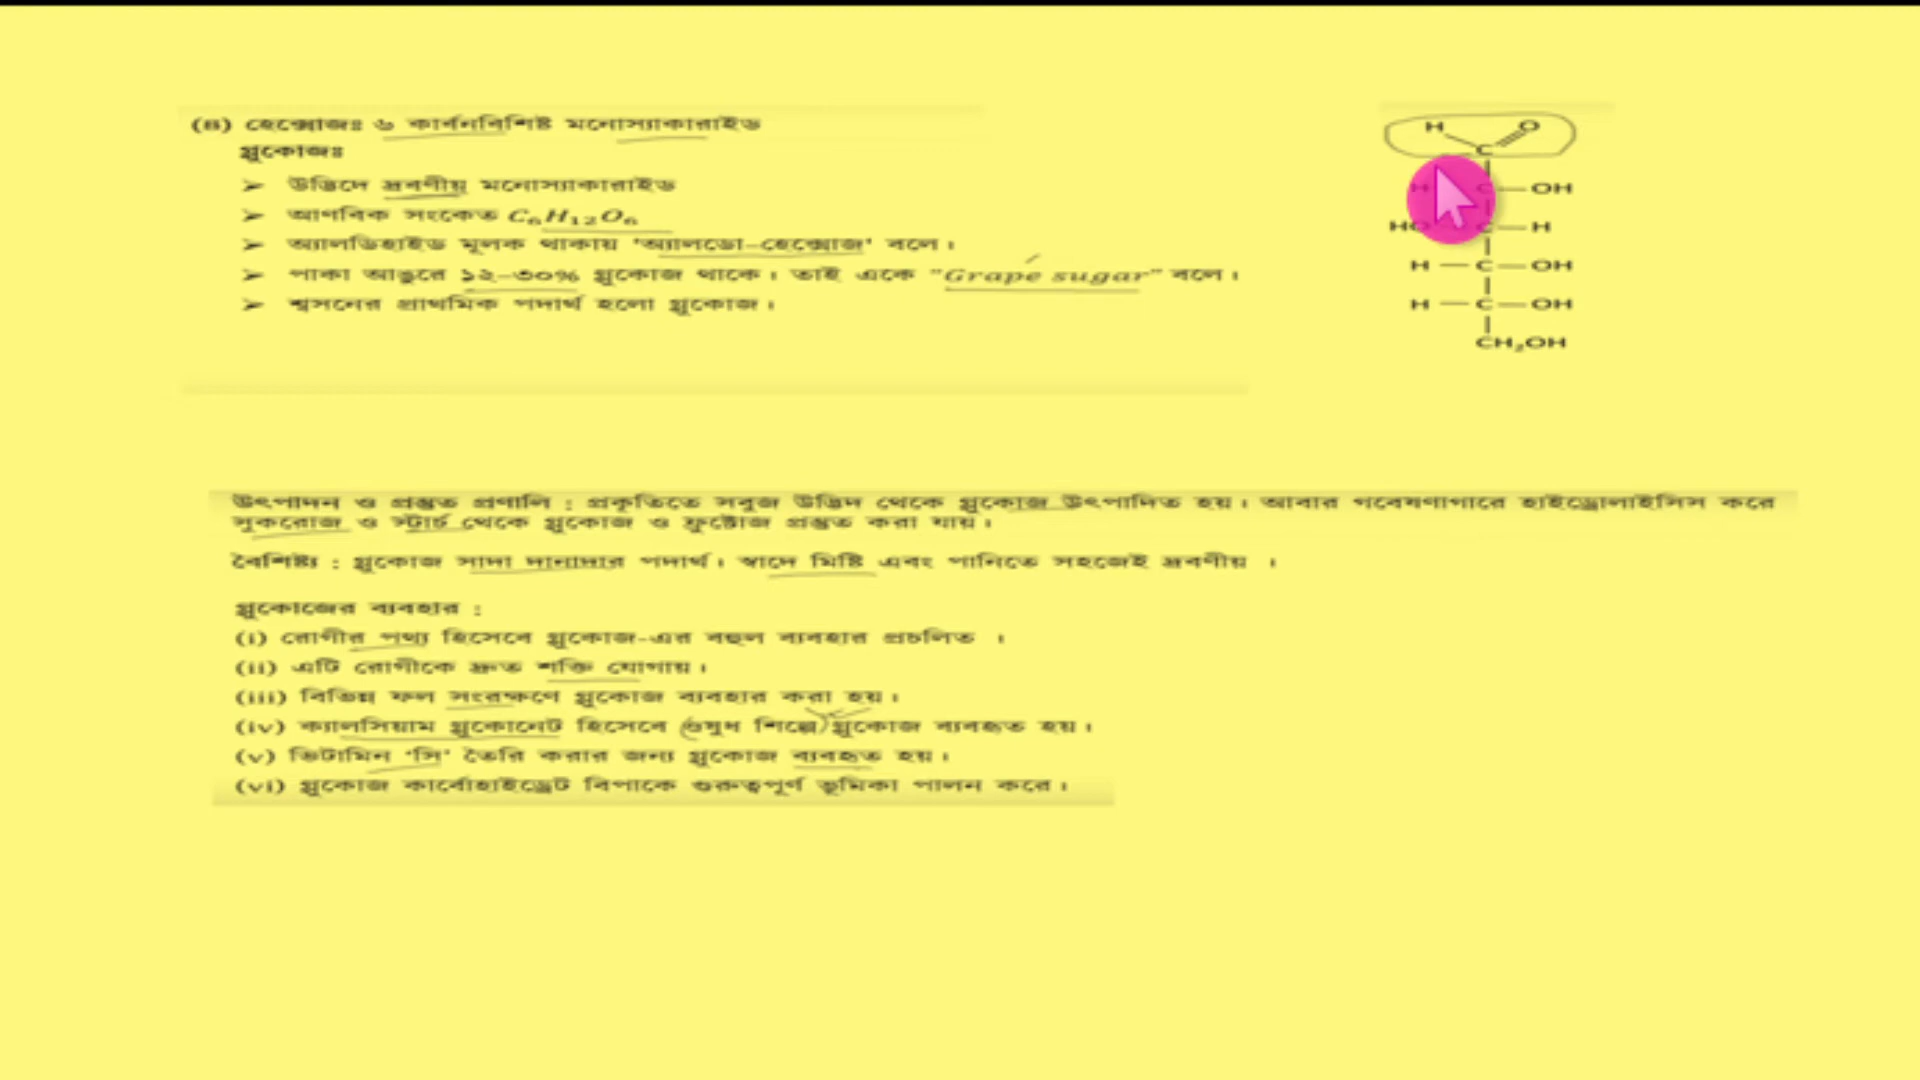 (৪) হেক্সোজঃ ৬ কার্বনবিশিষ্ট মনোস্যাকারাইড
গ্লুকোজঃ
➢ উদ্ভিদে দ্রবণীয় মনোস্যাকারাইড
➢ আণবিক সংকেত C₆H₁₂O₆
➢ অ্যালডিহাইড মূলক থাকায় 'অ্যালডো-হেক্সোজ' বলে।
➢ পাকা আঙুরে ১২-৩০% গ্লুকোজ থাকে। তাই একে "Grape sugar" বলে।
➢ শ্বসনের প্রাথমিক পদার্থ হলো গ্লুকোজ।
H O
C
H C—OH
HO C—H
H —C—OH
H —C—OH
CH₂OH
উৎপাদন ও প্রস্তুত প্রণালি : প্রকৃতিতে সবুজ উদ্ভিদ থেকে গ্লুকোজ উৎপাদিত হয়। আবার গবেষণাগারে হাইড্রোলাইসিস করে
সুকরোজ ও স্টার্চ থেকে গ্লুকোজ ও ফ্রুক্টোজ প্রস্তুত করা যায়।
বৈশিষ্ট্য : গ্লুকোজ সাদা দানাদার পদার্থ। স্বাদে মিষ্টি এবং পানিতে সহজেই দ্রবণীয় ।
গ্লুকোজের ব্যবহার :
(i) রোগীর পথ্য হিসেবে গ্লুকোজ-এর বহুল ব্যবহার প্রচলিত ।
(ii) এটি রোগীকে দ্রুত শক্তি যোগায়।
(iii) বিভিন্ন ফল সংরক্ষণে গ্লুকোজ ব্যবহার করা হয়।
(iv) ক্যালসিয়াম গ্লুকোনেট হিসেবে (ওষুধ শিল্পে) গ্লুকোজ ব্যবহৃত হয়।
(v) ভিটামিন 'সি' তৈরি করার জন্য গ্লুকোজ ব্যবহৃত হয়।
(vi) গ্লুকোজ কার্বোহাইড্রেট বিপাকে গুরুত্বপূর্ণ ভূমিকা পালন করে।